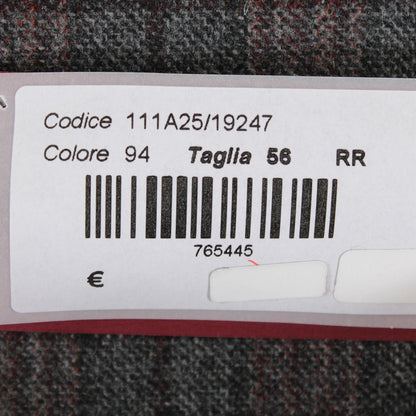 Codice 111A25/19247
Colore 94 Taglia 56 RR
765445
€